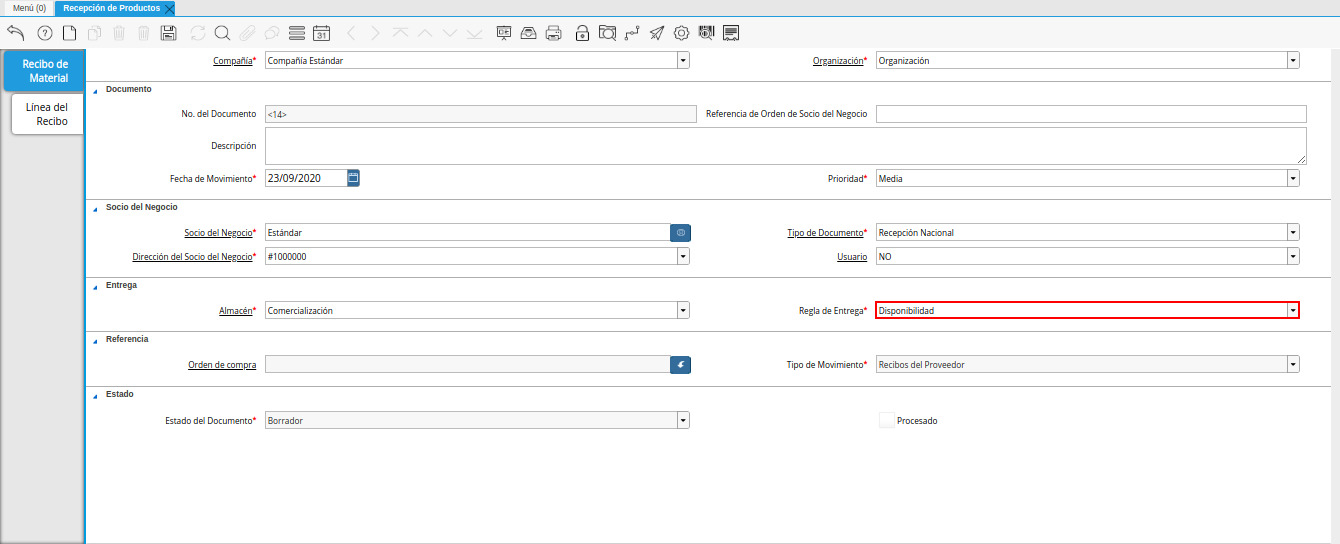 Menú (0) Recepción de Productos
31
Recibo de
Material
Línea del
Recibo
Compañía* Compañía Estándar Organización* Organización
Documento
No. del Documento <14> Referencia de Orden de Socio del Negocio
Descripción
Fecha de Movimiento* 23/09/2020 Prioridad* Media
Socio del Negocio
Socio del Negocio* Estándar Tipo de Documento* Recepción Nacional
Dirección del Socio del Negocio* #1000000 Usuario NO
Entrega
Almacén* Comercialización Regla de Entrega* Disponibilidad
Referencia
Orden de compra Tipo de Movimiento* Recibos del Proveedor
Estado
Estado del Documento* Borrador Procesado